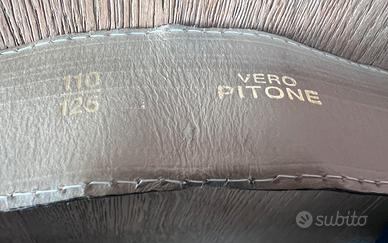 110
125
VERO
PITONE
subito